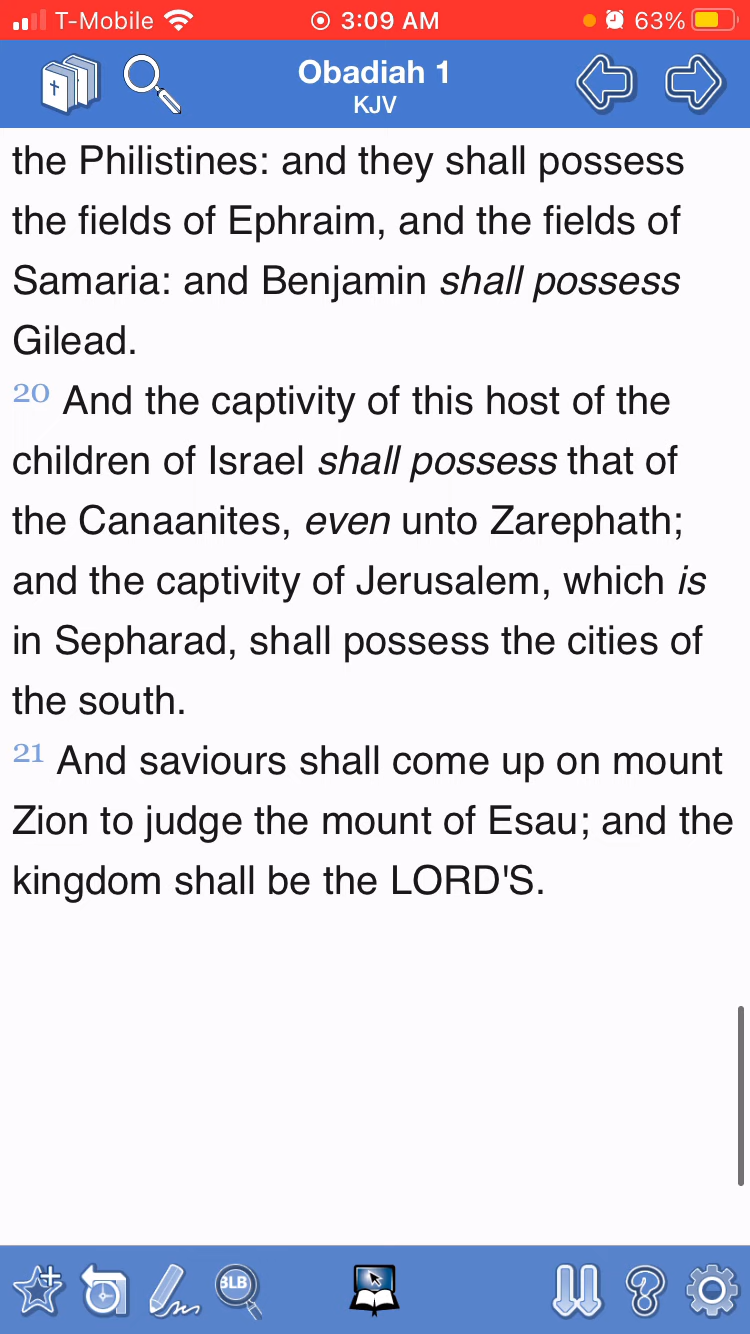 T-Mobile 3:09 AM 63%
Obadiah 1
KJV
the Philistines: and they shall possess
the fields of Ephraim, and the fields of
Samaria: and Benjamin shall possess
Gilead.
20 And the captivity of this host of the
children of Israel shall possess that of
the Canaanites, even unto Zarephath;
and the captivity of Jerusalem, which is
in Sepharad, shall possess the cities of
the south.
21 And saviours shall come up on mount
Zion to judge the mount of Esau; and the
kingdom shall be the LORD'S.
BLB